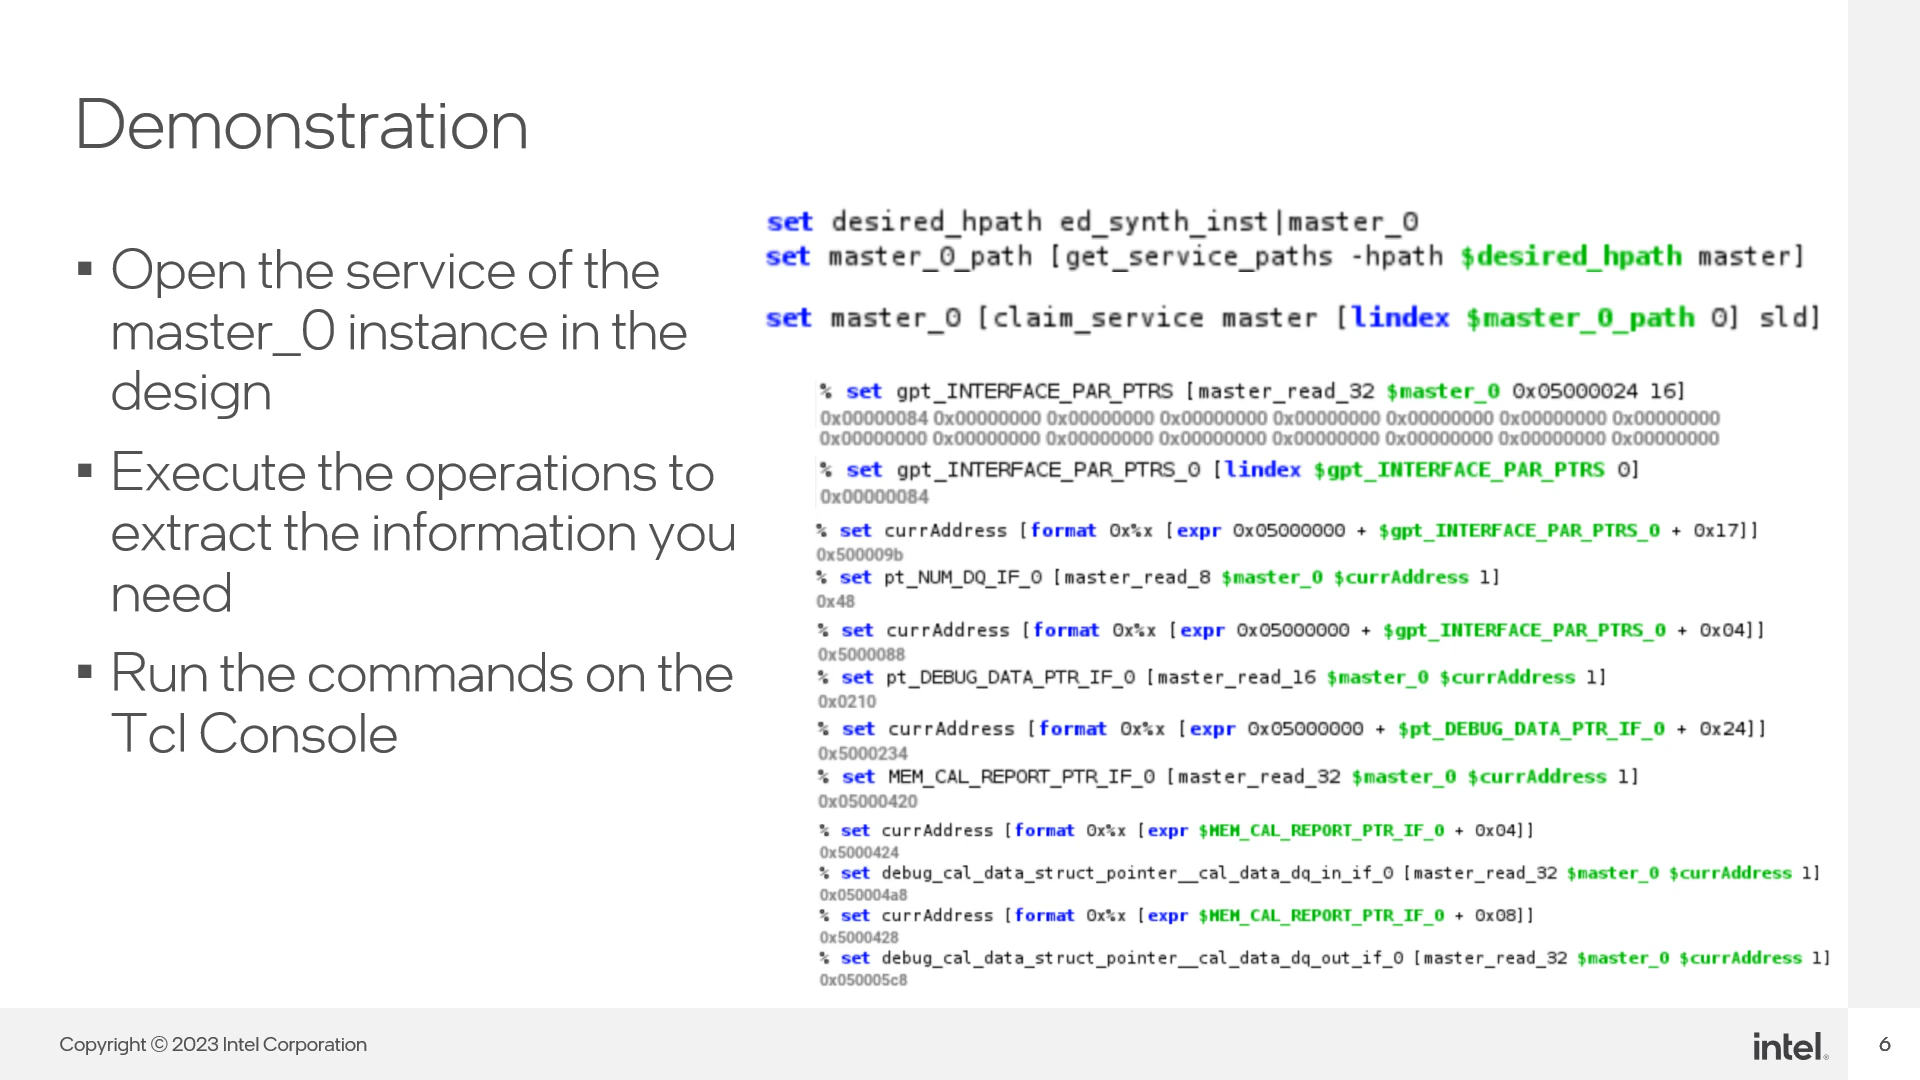 Demonstration
▪ Open the service of the
master_0 instance in the
design
▪ Execute the operations to
extract the information you
need
▪ Run the commands on the
Tcl Console
set desired_hpath ed_synth_inst|master_0
set master_0_path [get_service_paths -hpath $desired_hpath master]
set master_0 [claim_service master [lindex $master_0_path 0] sld]
% set gpt_INTERFACE_PAR_PTRS [master_read_32 $master_0 0x05000024 16]
0x00000084 0x00000000 0x00000000 0x00000000 0x00000000 0x00000000 0x00000000 0x00000000
0x00000000 0x00000000 0x00000000 0x00000000 0x00000000 0x00000000 0x00000000 0x00000000
% set gpt_INTERFACE_PAR_PTRS_0 [lindex $gpt_INTERFACE_PAR_PTRS 0]
0x00000084
% set currAddress [format 0x%x [expr 0x05000000 + $gpt_INTERFACE_PAR_PTRS_0 + 0x17]]
0x500009b
% set pt_NUM_DQ_IF_0 [master_read_8 $master_0 $currAddress 1]
0x48
% set currAddress [format 0x%x [expr 0x05000000 + $gpt_INTERFACE_PAR_PTRS_0 + 0x04]]
0x5000088
% set pt_DEBUG_DATA_PTR_IF_0 [master_read_16 $master_0 $currAddress 1]
0x0210
% set currAddress [format 0x%x [expr 0x05000000 + $pt_DEBUG_DATA_PTR_IF_0 + 0x24]]
0x5000234
% set MEM_CAL_REPORT_PTR_IF_0 [master_read_32 $master_0 $currAddress 1]
0x05000420
% set currAddress [format 0x%x [expr $MEM_CAL_REPORT_PTR_IF_0 + 0x04]]
0x5000424
% set debug_cal_data_struct_pointer__cal_data_dq_in_if_0 [master_read_32 $master_0 $currAddress 1]
0x050004a8
% set currAddress [format 0x%x [expr $MEM_CAL_REPORT_PTR_IF_0 + 0x08]]
0x5000428
% set debug_cal_data_struct_pointer__cal_data_dq_out_if_0 [master_read_32 $master_0 $currAddress 1]
0x050005c8
Copyright © 2023 Intel Corporation
intel®
6